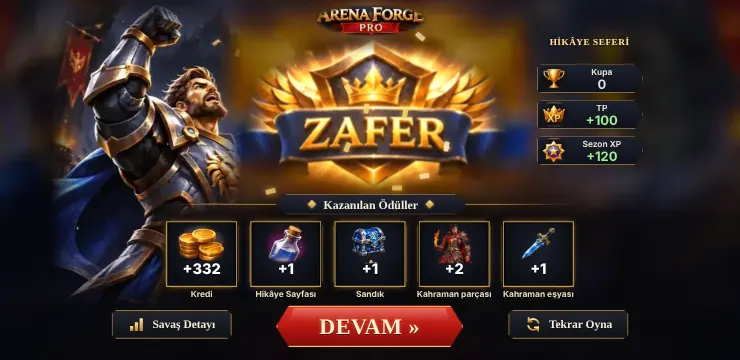 ARENA FORGE
PRO
HİKÂYE SEFERİ
ZAFER
Kupa
0
XP
TP
+100
Sezon XP
+120
Kazanılan Ödüller
+332
+1
+1
+2
+1
Kredi
Hikâye Sayfası
Sandık
Kahraman parçası
Kahraman eşyası
Savaş Detayı
DEVAM »
Tekrar Oyna